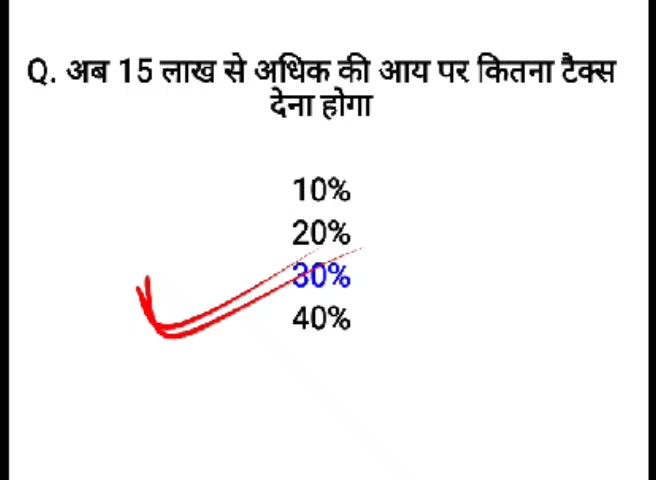 Q. अब 15 लाख से अधिक की आय पर कितना टैक्स
देना होगा
10%
20%
30%
40%